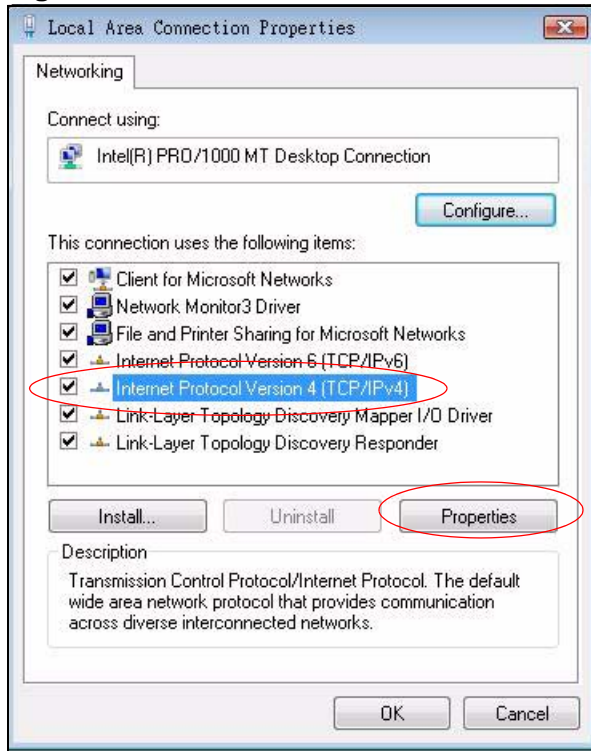 Local Area Connection Properties
Networking
Connect using:
Intel(R) PRO/1000 MT Desktop Connection
Configure...
This connection uses the following items:
Client for Microsoft Networks
Network Monitor3 Driver
File and Printer Sharing for Microsoft Networks
Internet Protocol Version 6 (TCP/IPv6)
Internet Protocol Version 4 (TCP/IPv4)
Link-Layer Topology Discovery Mapper I/O Driver
Link-Layer Topology Discovery Responder
Install... Uninstall Properties
Description
Transmission Control Protocol/Internet Protocol. The default
wide area network protocol that provides communication
across diverse interconnected networks.
OK Cancel